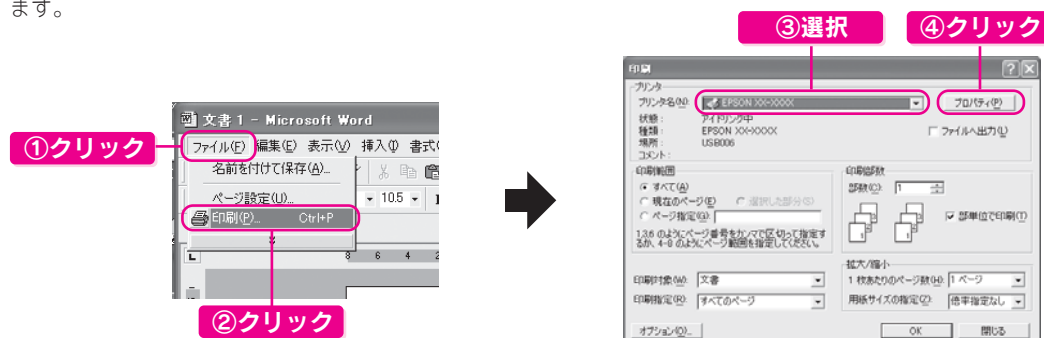 ます。
③選択
④クリック
①クリック
文書 1 - Microsoft Word
ファイル(F) 編集(E) 表示(V) 挿入(I) 書式(
名前を付けて保存(A)...
ページ設定(U)...
10.5
印刷(P)... Ctrl+P
8 6 4 2
②クリック
印刷
プリンタ
プリンタ名(N): EPSON XX-XXXX プロパティ(P)
状態: アイドリング中
種類: EPSON XX-XXXX ファイルへ出力(L)
場所: USB006
コメント:
印刷範囲
すべて(A)
現在のページ(E) 選択した部分(S)
ページ指定(G):
1,3,6 のようにページ番号をカンマで区切って指定す
るか、4-8 のようにページ範囲を指定してください。
印刷部数
部数(C): 1
部単位で印刷(T)
印刷対象(W): 文書
印刷指定(R): すべてのページ
拡大/縮小
1 枚あたりのページ数(H): 1 ページ
用紙サイズの指定(Z): 倍率指定なし
オプション(O)... OK 閉じる